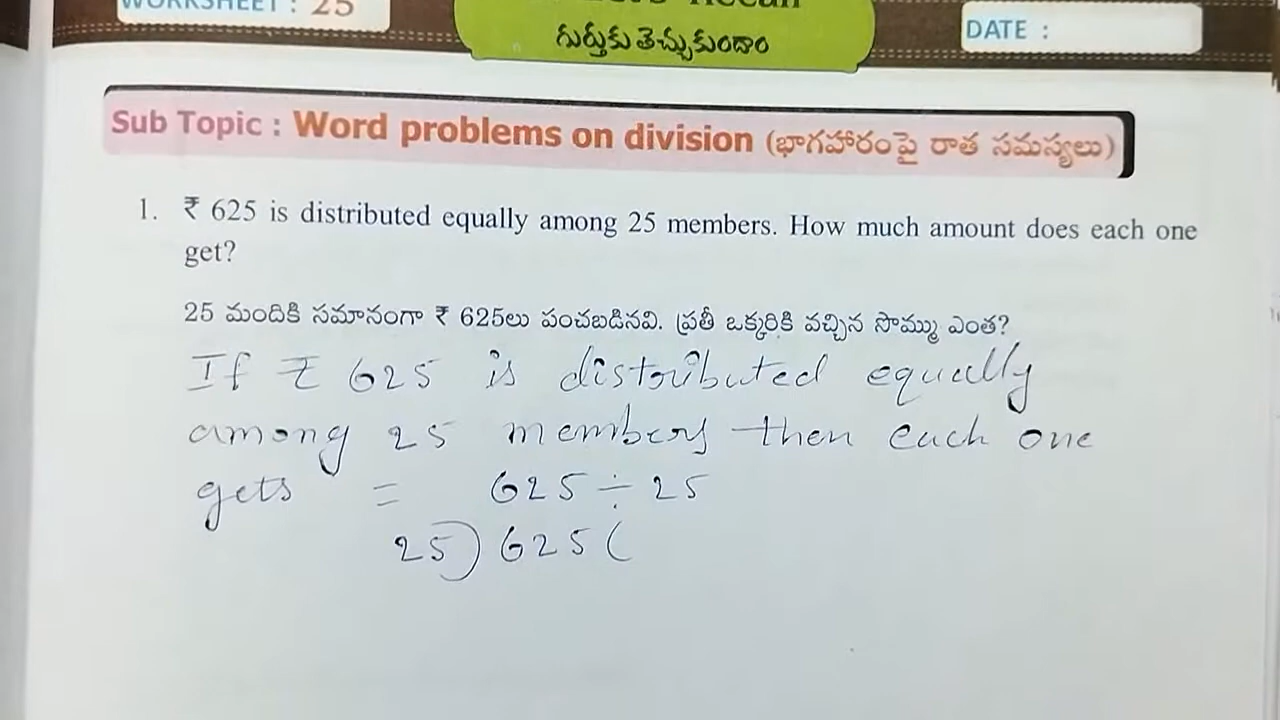 WORKSHEET : 25
గుర్తుకు తెచ్చుకుందాం
DATE :
Sub Topic : Word problems on division (భాగహారంపై రాత సమస్యలు)
1. ₹ 625 is distributed equally among 25 members. How much amount does each one
get?
25 మందికి సమానంగా ₹ 625లు పంచబడినవి. ప్రతీ ఒక్కరికి వచ్చిన సొమ్ము ఎంత?
If ₹ 625 is distributed equally
among 25 members then each one
gets = 625 ÷ 25
25) 625 (